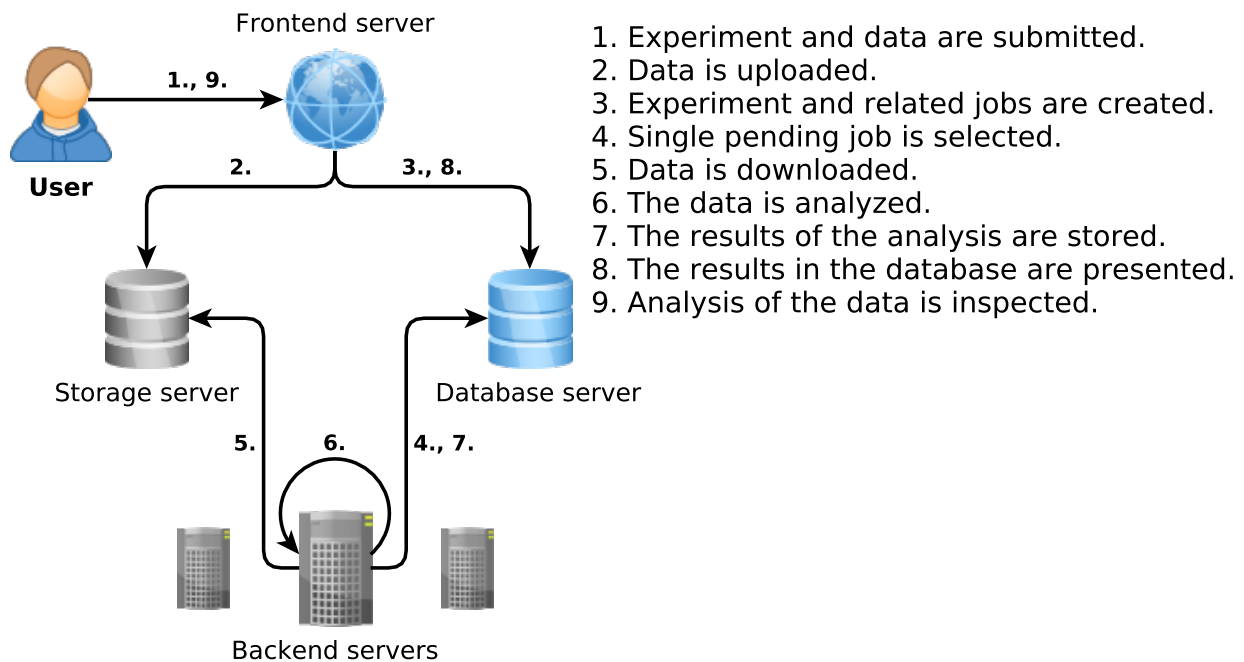 Frontend server
1., 9.
User
2.
3., 8.
Storage server
Database server
5.
6.
4., 7.
Backend servers
1. Experiment and data are submitted.
2. Data is uploaded.
3. Experiment and related jobs are created.
4. Single pending job is selected.
5. Data is downloaded.
6. The data is analyzed.
7. The results of the analysis are stored.
8. The results in the database are presented.
9. Analysis of the data is inspected.